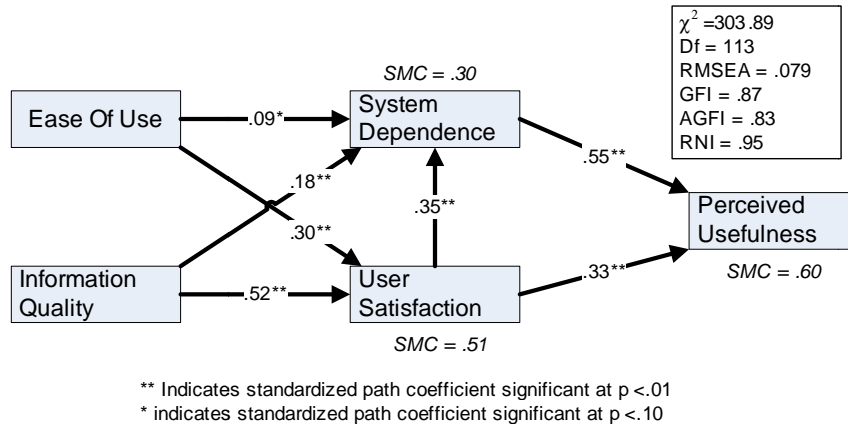 χ² =303.89
Df = 113
RMSEA = .079
GFI = .87
AGFI = .83
RNI = .95
SMC = .30
Ease Of Use
.09*
System
Dependence
.18**
.55**
.35**
.30**
Perceived
Usefulness
Information
Quality
.52**
User
Satisfaction
.33**
SMC = .60
SMC = .51
** Indicates standardized path coefficient significant at p <.01
* indicates standardized path coefficient significant at p <.10